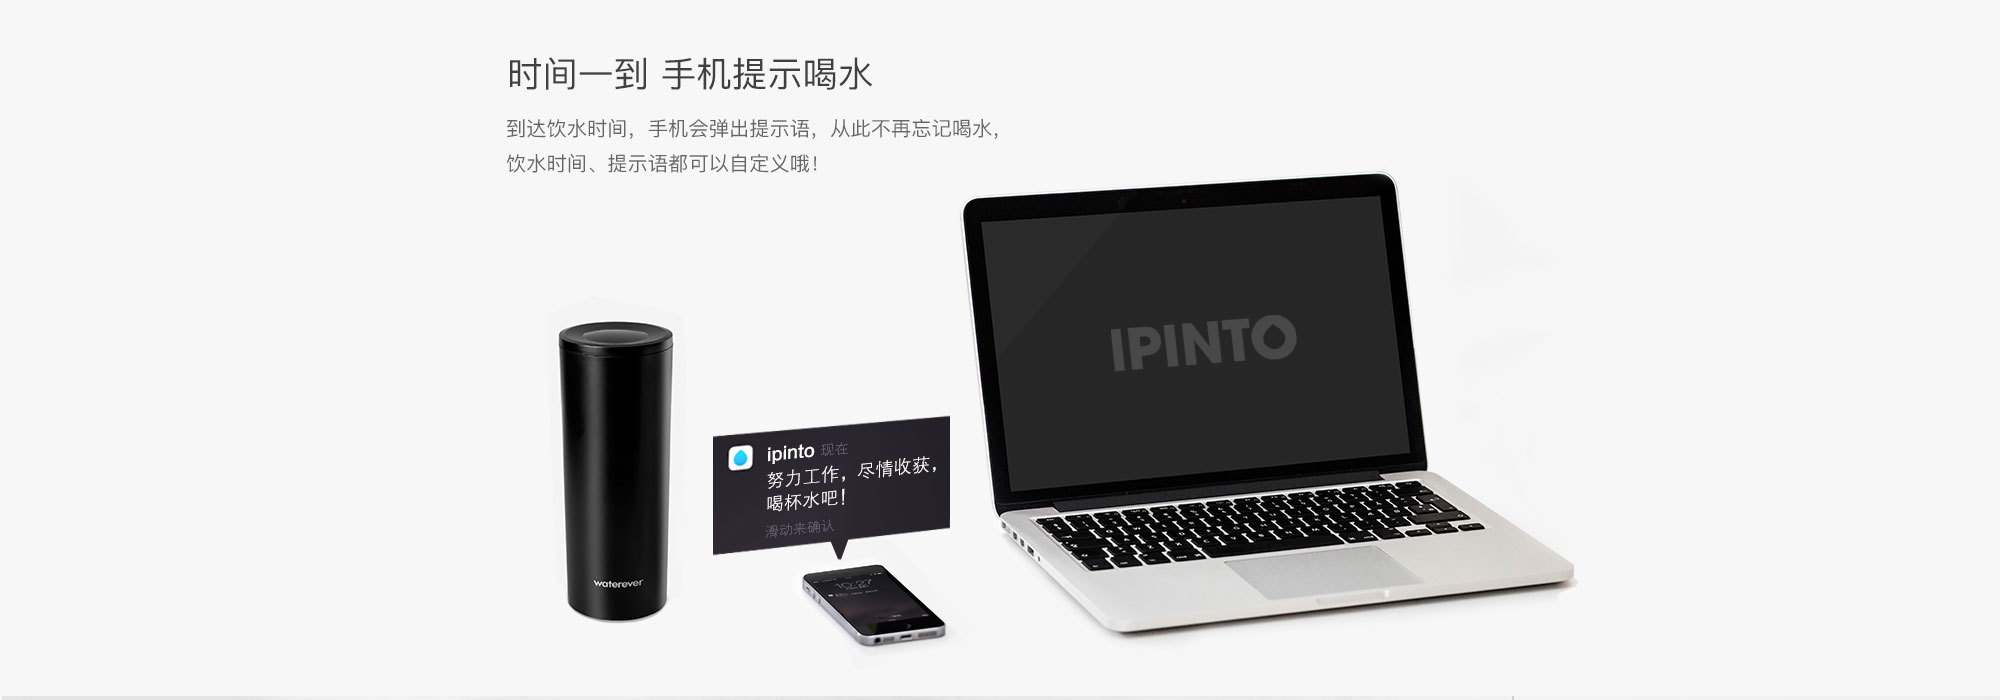 时间一到 手机提示喝水
到达饮水时间，手机会弹出提示语，从此不再忘记喝水，
饮水时间、提示语都可以自定义哦！
IPINTO
ipinto 现在
努力工作，尽情收获，
喝杯水吧！
滑动来确认
waterever
10:27